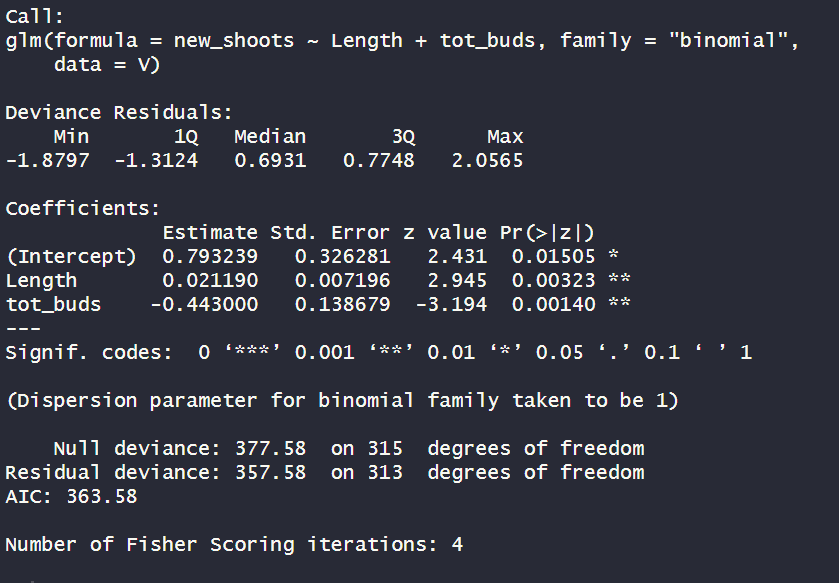 Call:
glm(formula = new_shoots ~ Length + tot_buds, family = "binomial",
    data = V)
Deviance Residuals:
    Min       1Q   Median       3Q      Max
-1.8797  -1.3124   0.6931   0.7748   2.0565
Coefficients:
             Estimate Std. Error z value Pr(>|z|)
(Intercept)  0.793239   0.326281   2.431  0.01505 *
Length       0.021190   0.007196   2.945  0.00323 **
tot_buds    -0.443000   0.138679  -3.194  0.00140 **
---
Signif. codes:  0 ‘***’ 0.001 ‘**’ 0.01 ‘*’ 0.05 ‘.’ 0.1 ‘ ’ 1
(Dispersion parameter for binomial family taken to be 1)
    Null deviance: 377.58  on 315  degrees of freedom
Residual deviance: 357.58  on 313  degrees of freedom
AIC: 363.58
Number of Fisher Scoring iterations: 4